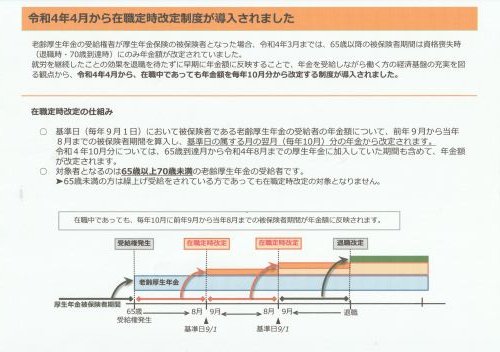 令和4年4月から在職定時改定制度が導入されました
老齢厚生年金の受給権者が厚生年金保険の被保険者となった場合、令和4年3月までは、65歳以降の被保険者期間は資格喪失時
（退職時・70歳到達時）にのみ年金額が改定されていました。
就労を継続したことの効果を退職を待たずに早期に年金額に反映することで、年金を受給しながら働く方の経済基盤の充実を図
る観点から、令和4年4月から、在職中であっても年金額を毎年10月分から改定する制度が導入されました。
在職定時改定の仕組み
○ 基準日（毎年９月１日）において被保険者である老齢厚生年金の受給者の年金額について、前年９月から当年
８月までの被保険者期間を算入し、基準日の属する月の翌月（毎年10月）分の年金から改定されます。
令和４年10月分については、65歳到達月から令和4年8月までの厚生年金に加入していた期間も含めて、年金額
が改定されます。
○ 対象者となるのは65歳以上70歳未満の老齢厚生年金の受給者です。
➤65歳未満の方は繰上げ受給をされている方であっても在職定時改定の対象となりません。
在職中であっても、毎年10月に前年9月から当年8月までの被保険者期間が年金額に反映されます。
受給権発生 在職定時改定 在職定時改定 退職改定
老齢厚生年金
厚生年金被保険者期間
65歳 8月 9月 8月 9月 退職
受給権発生
基準日9/1 基準日9/1